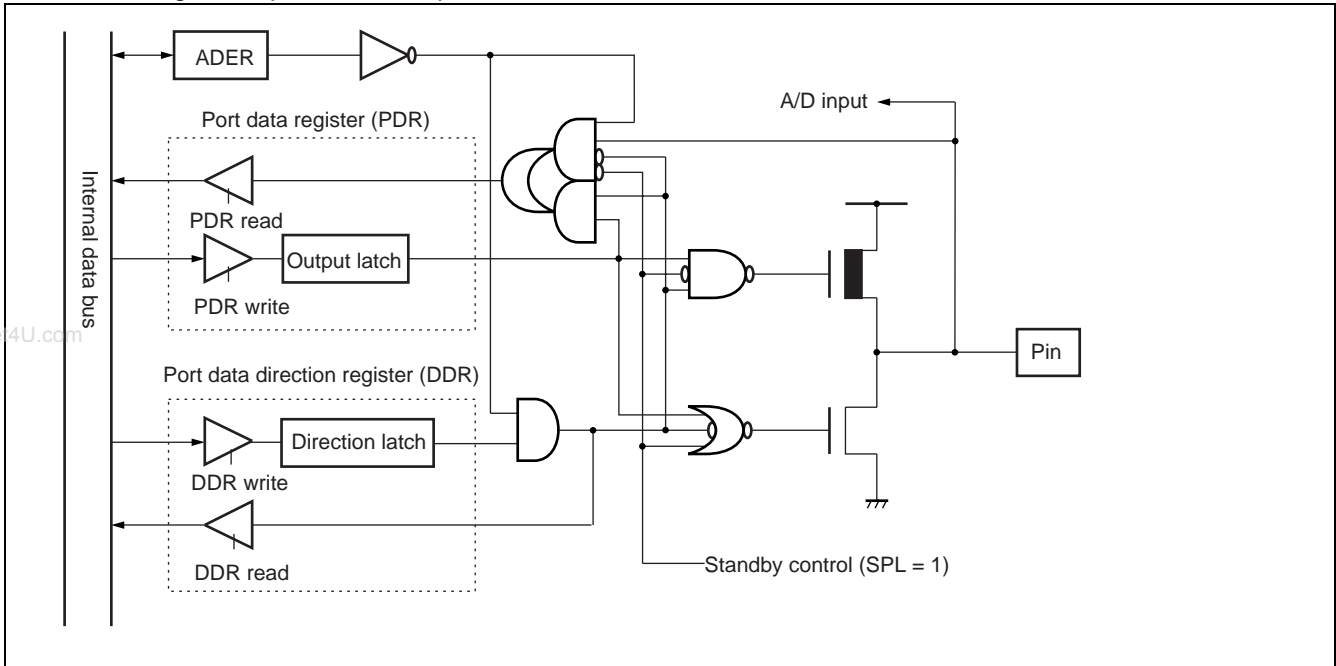 ADER
A/D input
Port data register (PDR)
Internal data bus
PDR read
Output latch
PDR write
Pin
Port data direction register (DDR)
Direction latch
DDR write
DDR read
Standby control (SPL = 1)
4U.com